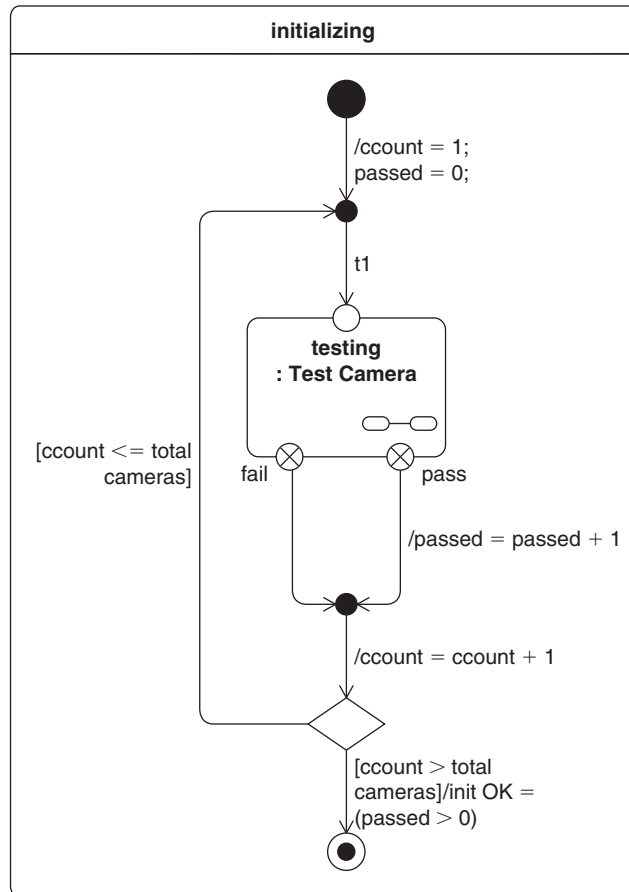 initializing
/ccount = 1;
passed = 0;
t1
testing
: Test Camera
[ccount <= total
cameras]
fail
pass
/passed = passed + 1
/ccount = ccount + 1
[ccount > total
cameras]/init OK =
(passed > 0)